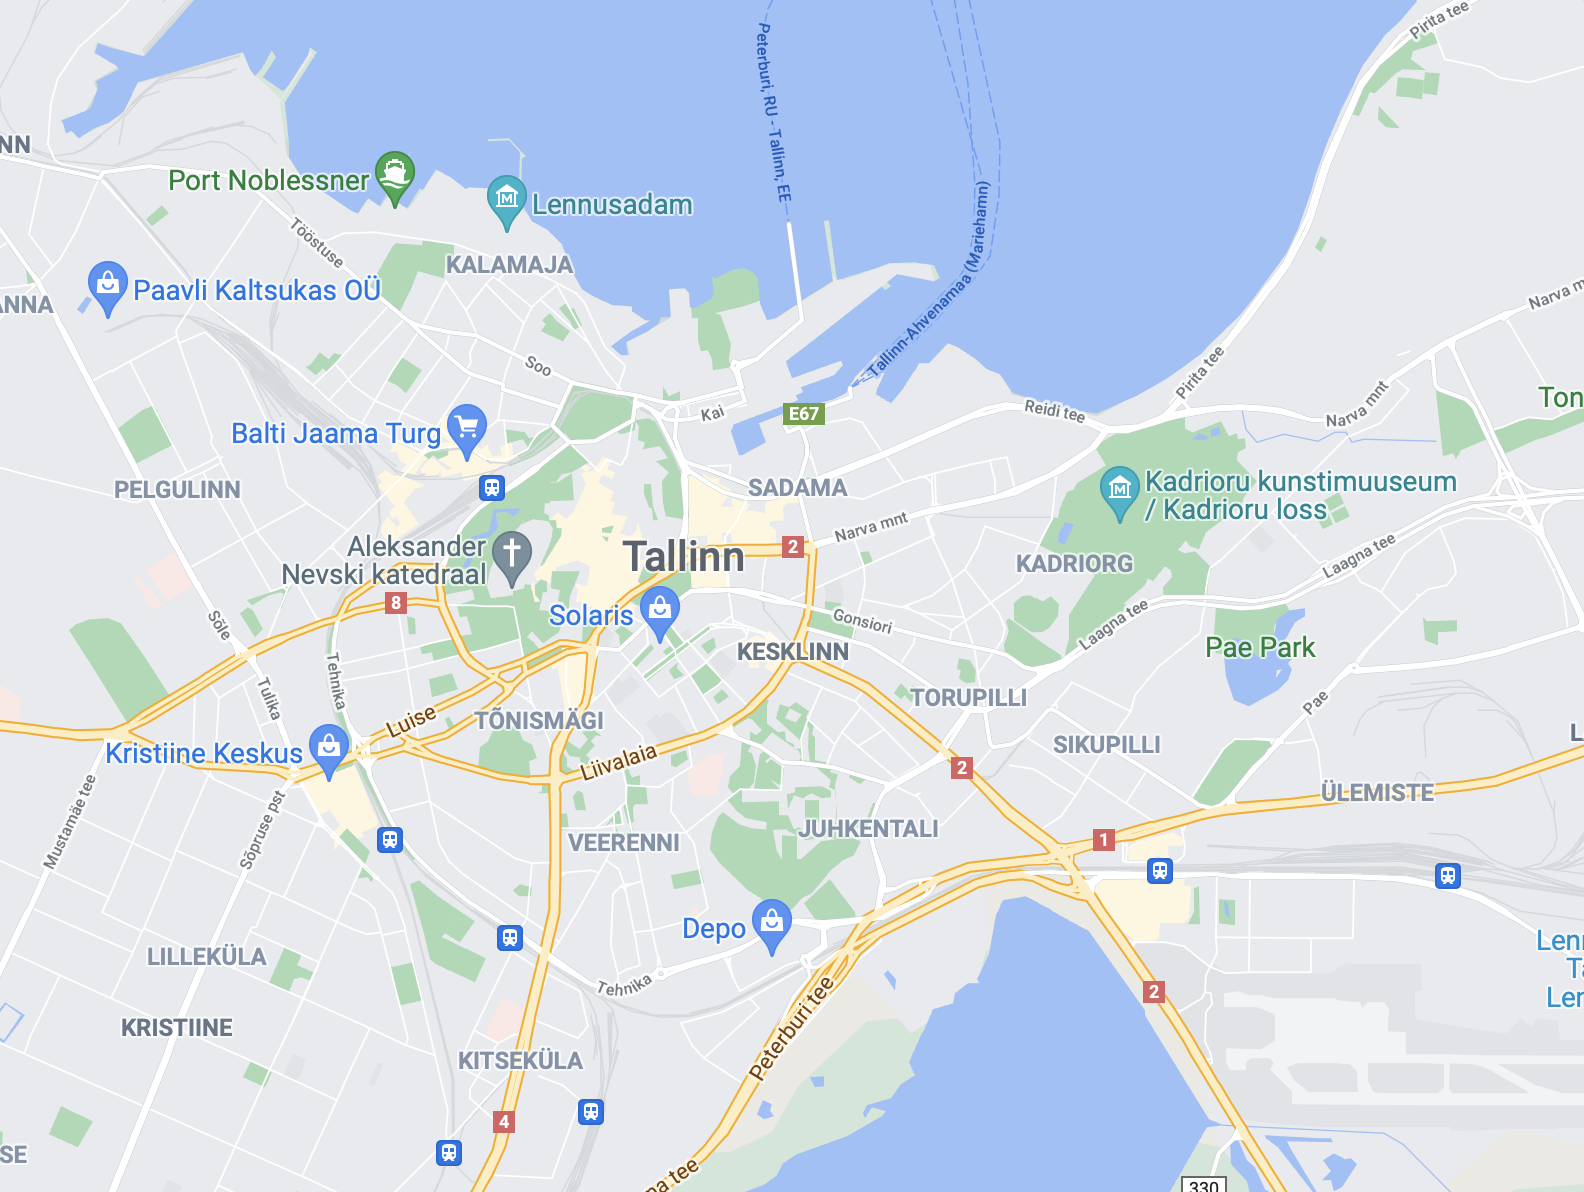 Pirita tee
Peterburi, RU - Tallinn, EE
NN
Port Noblessner
Lennusadam
Tallinn-Ahvenamaa (Mariehamn)
Tööstuse
KALAMAJA
Paavli Kaltsukas OÜ
ANNA
Narva m
Soo
Pirita tee
Kai
E67
Reidi tee
Narva mnt
Ton
Balti Jaama Turg
PELGULINN
SADAMA
Kadrioru kunstimuuseum
/ Kadrioru loss
Narva mnt
Aleksander
Nevski katedraal
Tallinn
2
KADRIORG
Laagna tee
8
Solaris
Gonsiori
Laagna tee
Söle
KESKLINN
Pae Park
Tehnika
Tulika
TORUPILLI
Pae
Luise
TÕNISMÄGI
SIKUPILLI
L
Kristiine Keskus
Liivalaia
2
Mustamäe tee
Sõpruse pst
ÜLEMISTE
VEERENNI
JUHKENTALI
1
Depo
LILLEKÜLA
Lenn
Ta
Ler
Tehnika
Peterburi tee
2
KRISTIINE
KITSEKÜLA
4
SE
na tee
330